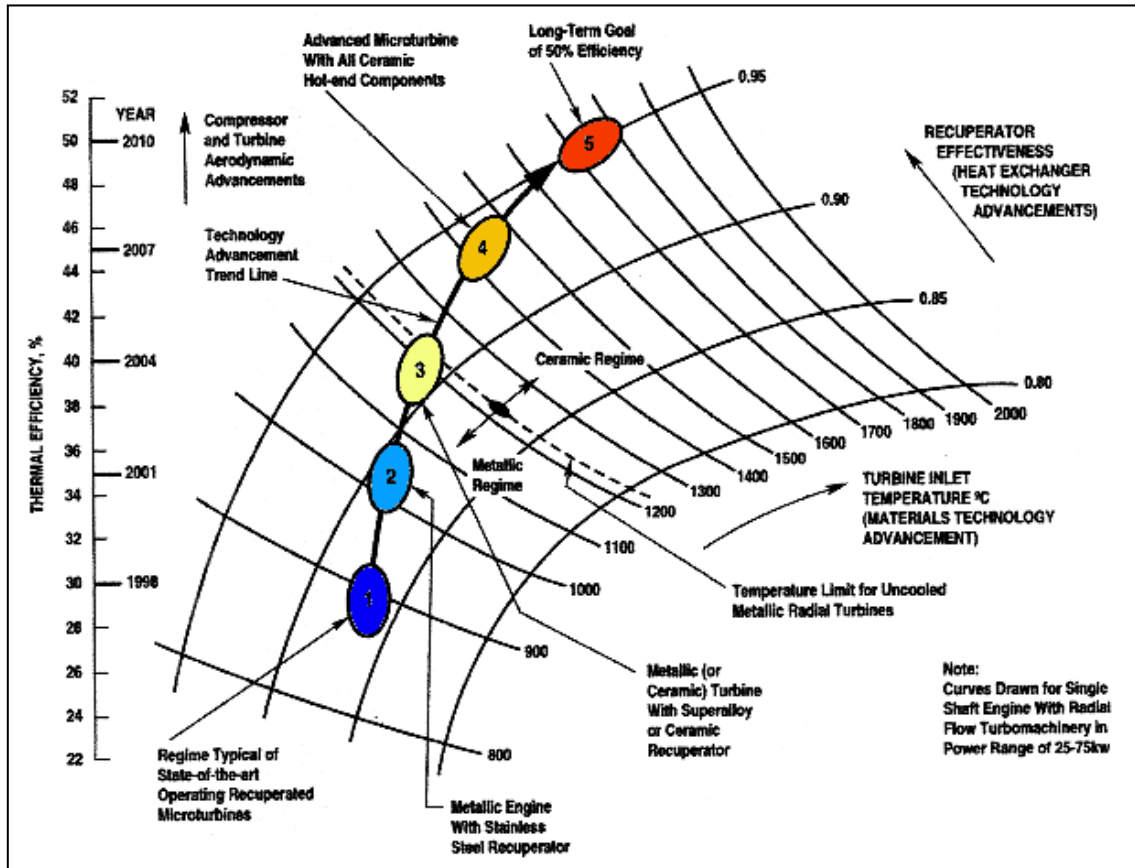 Advanced Microturbine
With All Ceramic
Hot-end Components
Long-Term Goal
of 50% Efficiency
0.95
52
YEAR
50
2010
48
46
2007
44
42
40
2004
38
36
2001
34
32
30
1998
28
26
24
22
THERMAL EFFICIENCY, %
Compressor
and Turbine
Aerodynamic
Advancements
Technology
Advancement
Trend Line
RECUPERATOR
EFFECTIVENESS
(HEAT EXCHANGER
TECHNOLOGY
ADVANCEMENTS)
5
4
3
2
1
0.90
0.85
0.80
Ceramic Regime
Metallic
Regime
2000
1900
1800
1700
1600
1500
1400
1300
1200
1100
1000
900
800
TURBINE INLET
TEMPERATURE ºC
(MATERIALS TECHNOLOGY
ADVANCEMENT)
Temperature Limit for Uncooled
Metallic Radial Turbines
Metallic (or
Ceramic) Turbine
With Superalloy
or Ceramic
Recuperator
Note:
Curves Drawn for Single
Shaft Engine With Radial
Flow Turbomachinery in
Power Range of 25-75kw
Regime Typical of
State-of-the-art
Operating Recuperated
Microturbines
Metallic Engine
With Stainless
Steel Recuperator